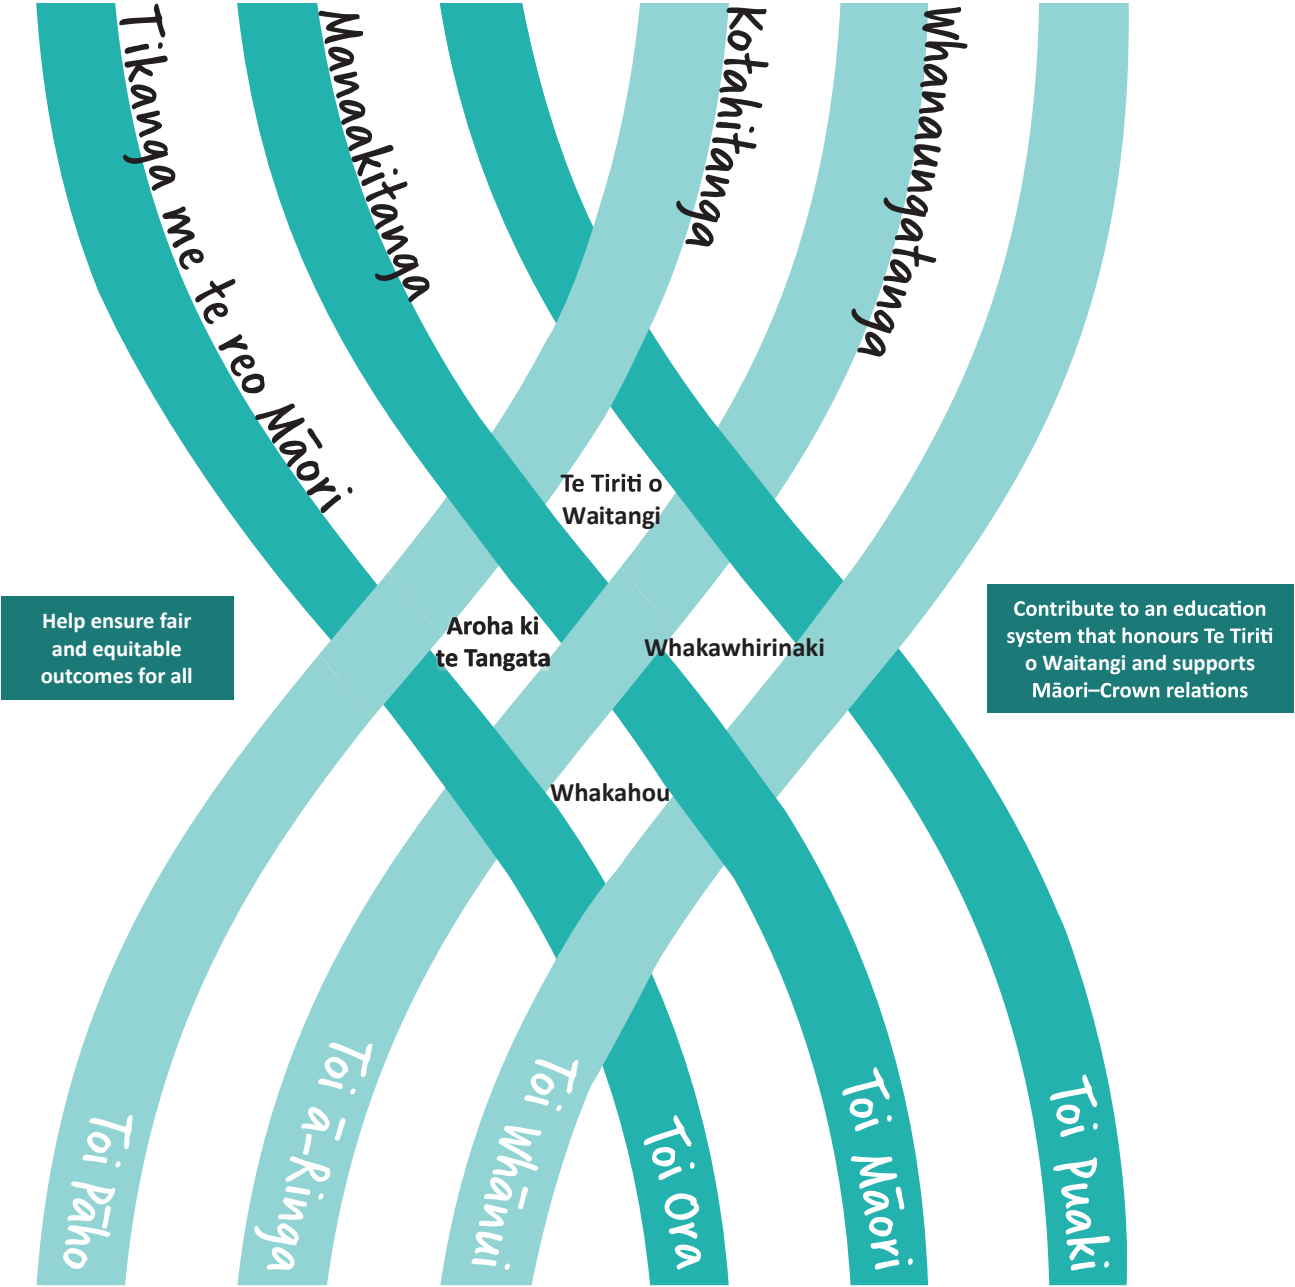 Tikanga me te reo Māori
Manaakitanga
Kotahitanga
Whanaungatanga
Te Tiriti o
Waitangi
Help ensure fair
and equitable
outcomes for all
Aroha ki
te Tangata
Whakawhirinaki
Contribute to an education
system that honours Te Tiriti
o Waitangi and supports
Māori–Crown relations
Whakahou
Toi Pāho
Toi ā-Ringa
Toi Whānui
Toi Ora
Toi Māori
Toi Puaki